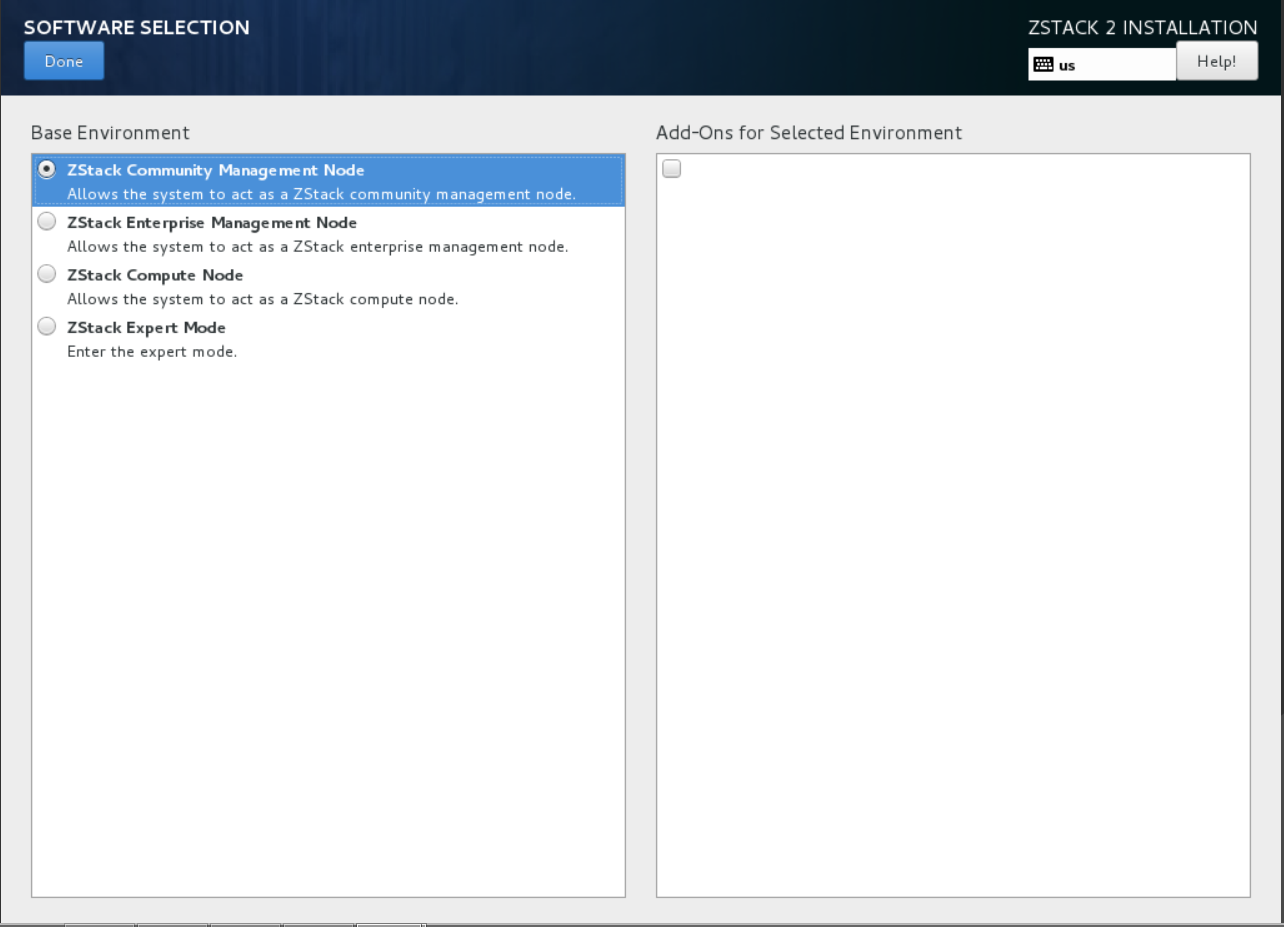 SOFTWARE SELECTION
Done
ZSTACK 2 INSTALLATION
us
Help!
Base Environment
ZStack Community Management Node
Allows the system to act as a ZStack community management node.
ZStack Enterprise Management Node
Allows the system to act as a ZStack enterprise management node.
ZStack Compute Node
Allows the system to act as a ZStack compute node.
ZStack Expert Mode
Enter the expert mode.
Add-Ons for Selected Environment